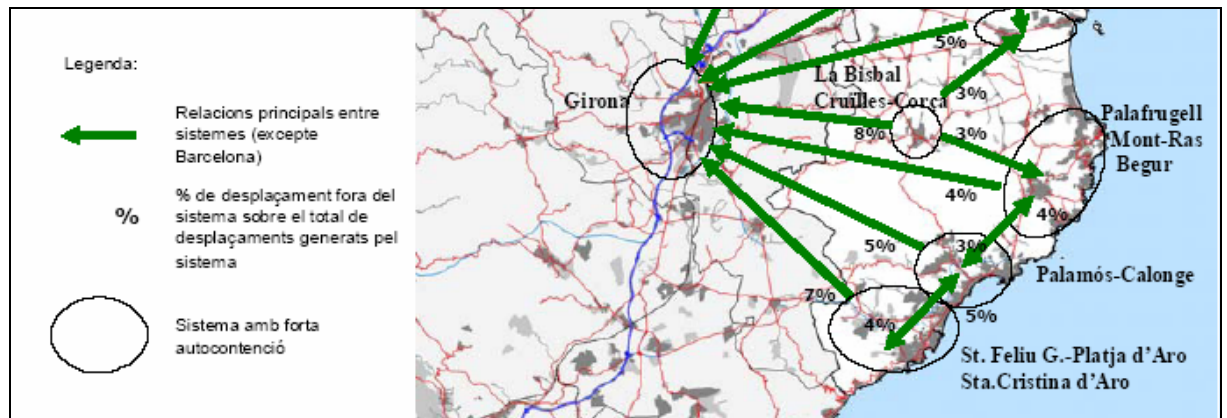 Legenda:
Relacions principals entre
sistemes (excepte
Barcelona)
%
% de desplaçament fora del
sistema sobre el total de
desplaçaments generats pel
sistema
Sistema amb forta
autocontenció
5%
La Bisbal
Cruïlles-Corça
Girona
3%
Palafrugell
Mont-Ras
Begur
8%
3%
4%
4%
5%
3%
Palamós-Calonge
7%
5%
4%
St. Feliu G.-Platja d'Aro
Sta.Cristina d'Aro